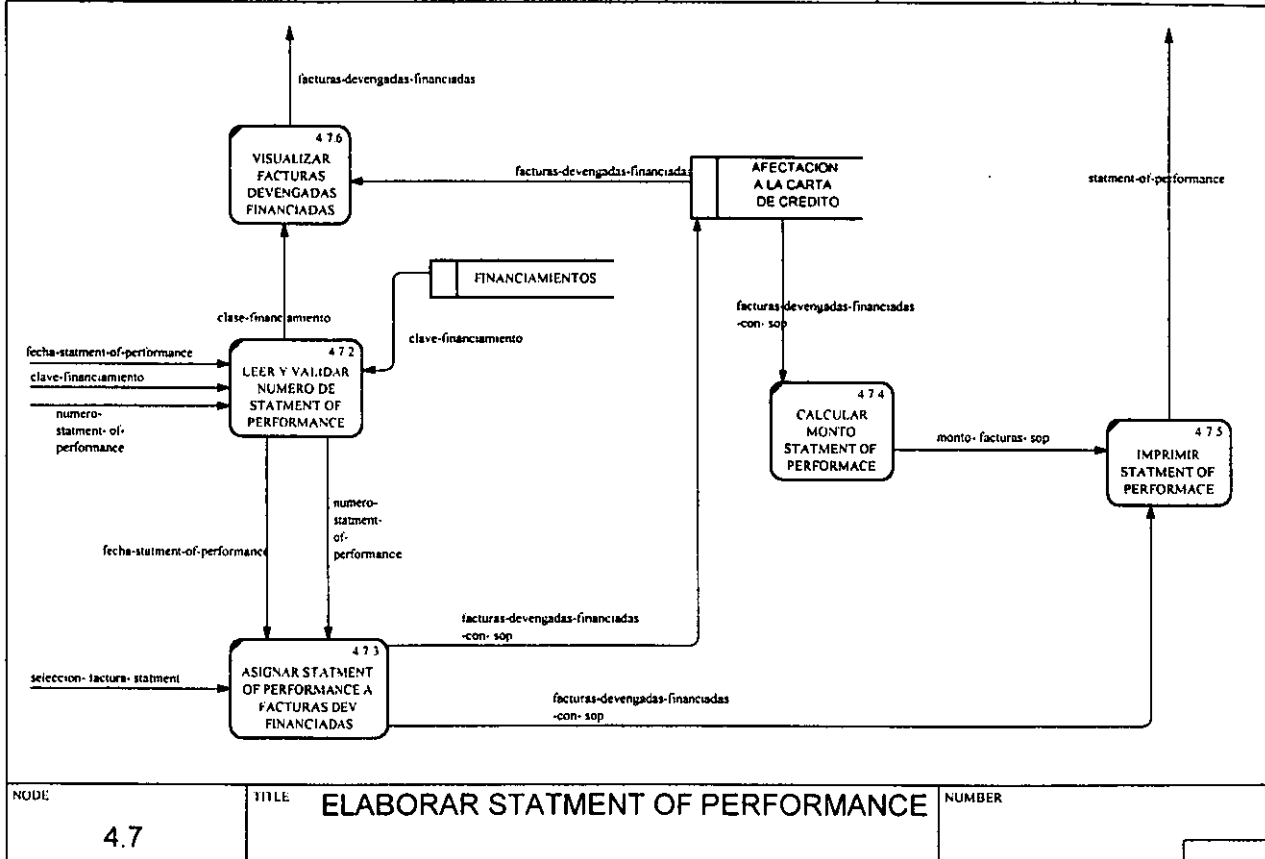 facturas-devengadas-financiadas
4 7.6
VISUALIZAR
FACTURAS
DEVENGADAS
FINANCIADAS
facturas-devengadas-financiadas
AFECTACION
A LA CARTA
DE CREDITO
statment-of-performance
FINANCIAMIENTOS
clase-financiamiento
clave-financiamiento
facturas-devengadas-financiadas
-con- sop
fecha-statment-of-performance
clave-financiamiento
numero-
statment- of-
performance
4 7 2
LEER Y VALIDAR
NUMERO DE
STATMENT OF
PERFORMANCE
4 7 4
CALCULAR
MONTO
STATMENT OF
PERFORMACE
monto- facturas- sop
4 7 5
IMPRIMIR
STATMENT OF
PERFORMACE
numero-
statment-
of-
performance
fecha-statment-of-performance
facturas-devengadas-financiadas
-con- sop
seleccion- factura- statment
4 7 3
ASIGNAR STATMENT
OF PERFORMANCE A
FACTURAS DEV
FINANCIADAS
facturas-devengadas-financiadas
-con- sop
NODE
4.7
TITLE
ELABORAR STATMENT OF PERFORMANCE
NUMBER